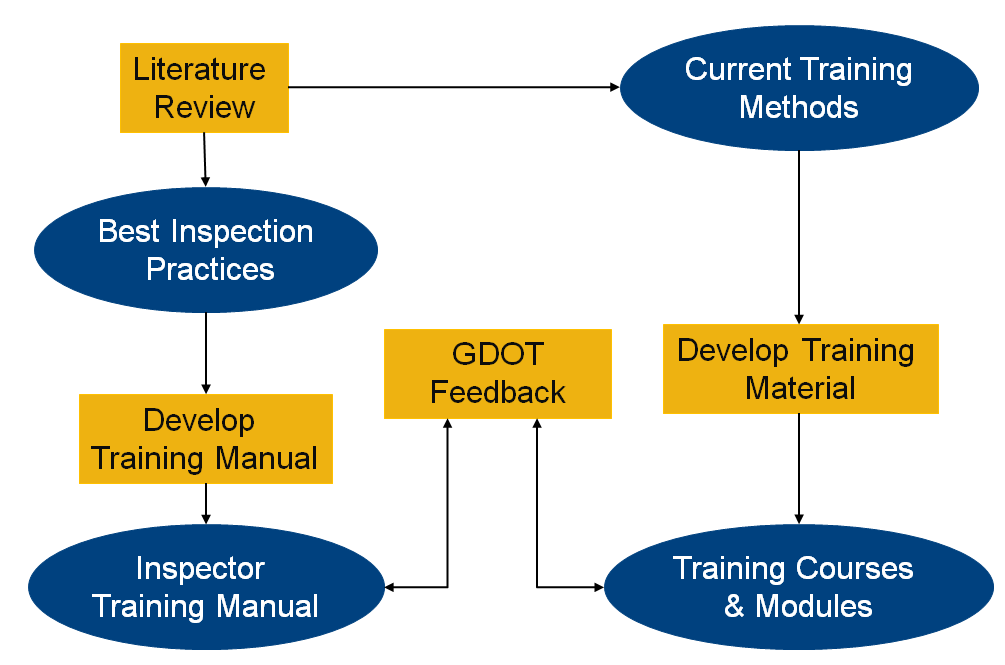 Literature
Review
Current Training
Methods
Best Inspection
Practices
GDOT
Feedback
Develop Training
Material
Develop
Training Manual
Inspector
Training Manual
Training Courses
& Modules